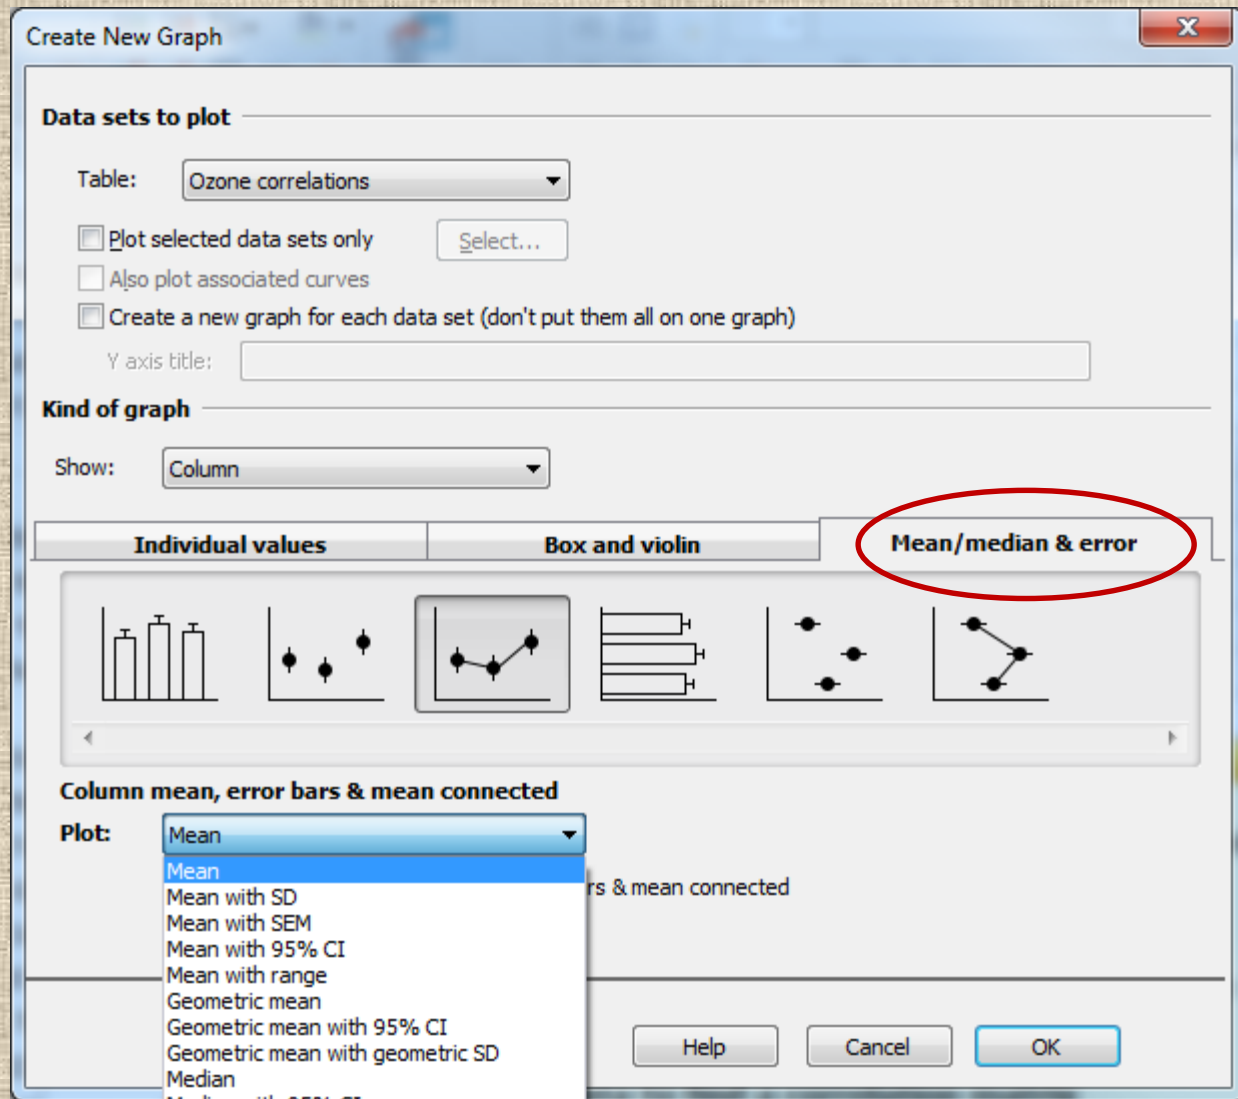 Create New Graph
X
Data sets to plot
Table: Ozone correlations
Plot selected data sets only Select...
Also plot associated curves
Create a new graph for each data set (don't put them all on one graph)
Y axis title:
Kind of graph
Show: Column
Individual values Box and violin Mean/median & error
Column mean, error bars & mean connected
Plot: Mean
Mean
rs & mean connected
Mean with SD
Mean with SEM
Mean with 95% CI
Mean with range
Geometric mean
Geometric mean with 95% CI
Geometric mean with geometric SD
Median
Help Cancel OK